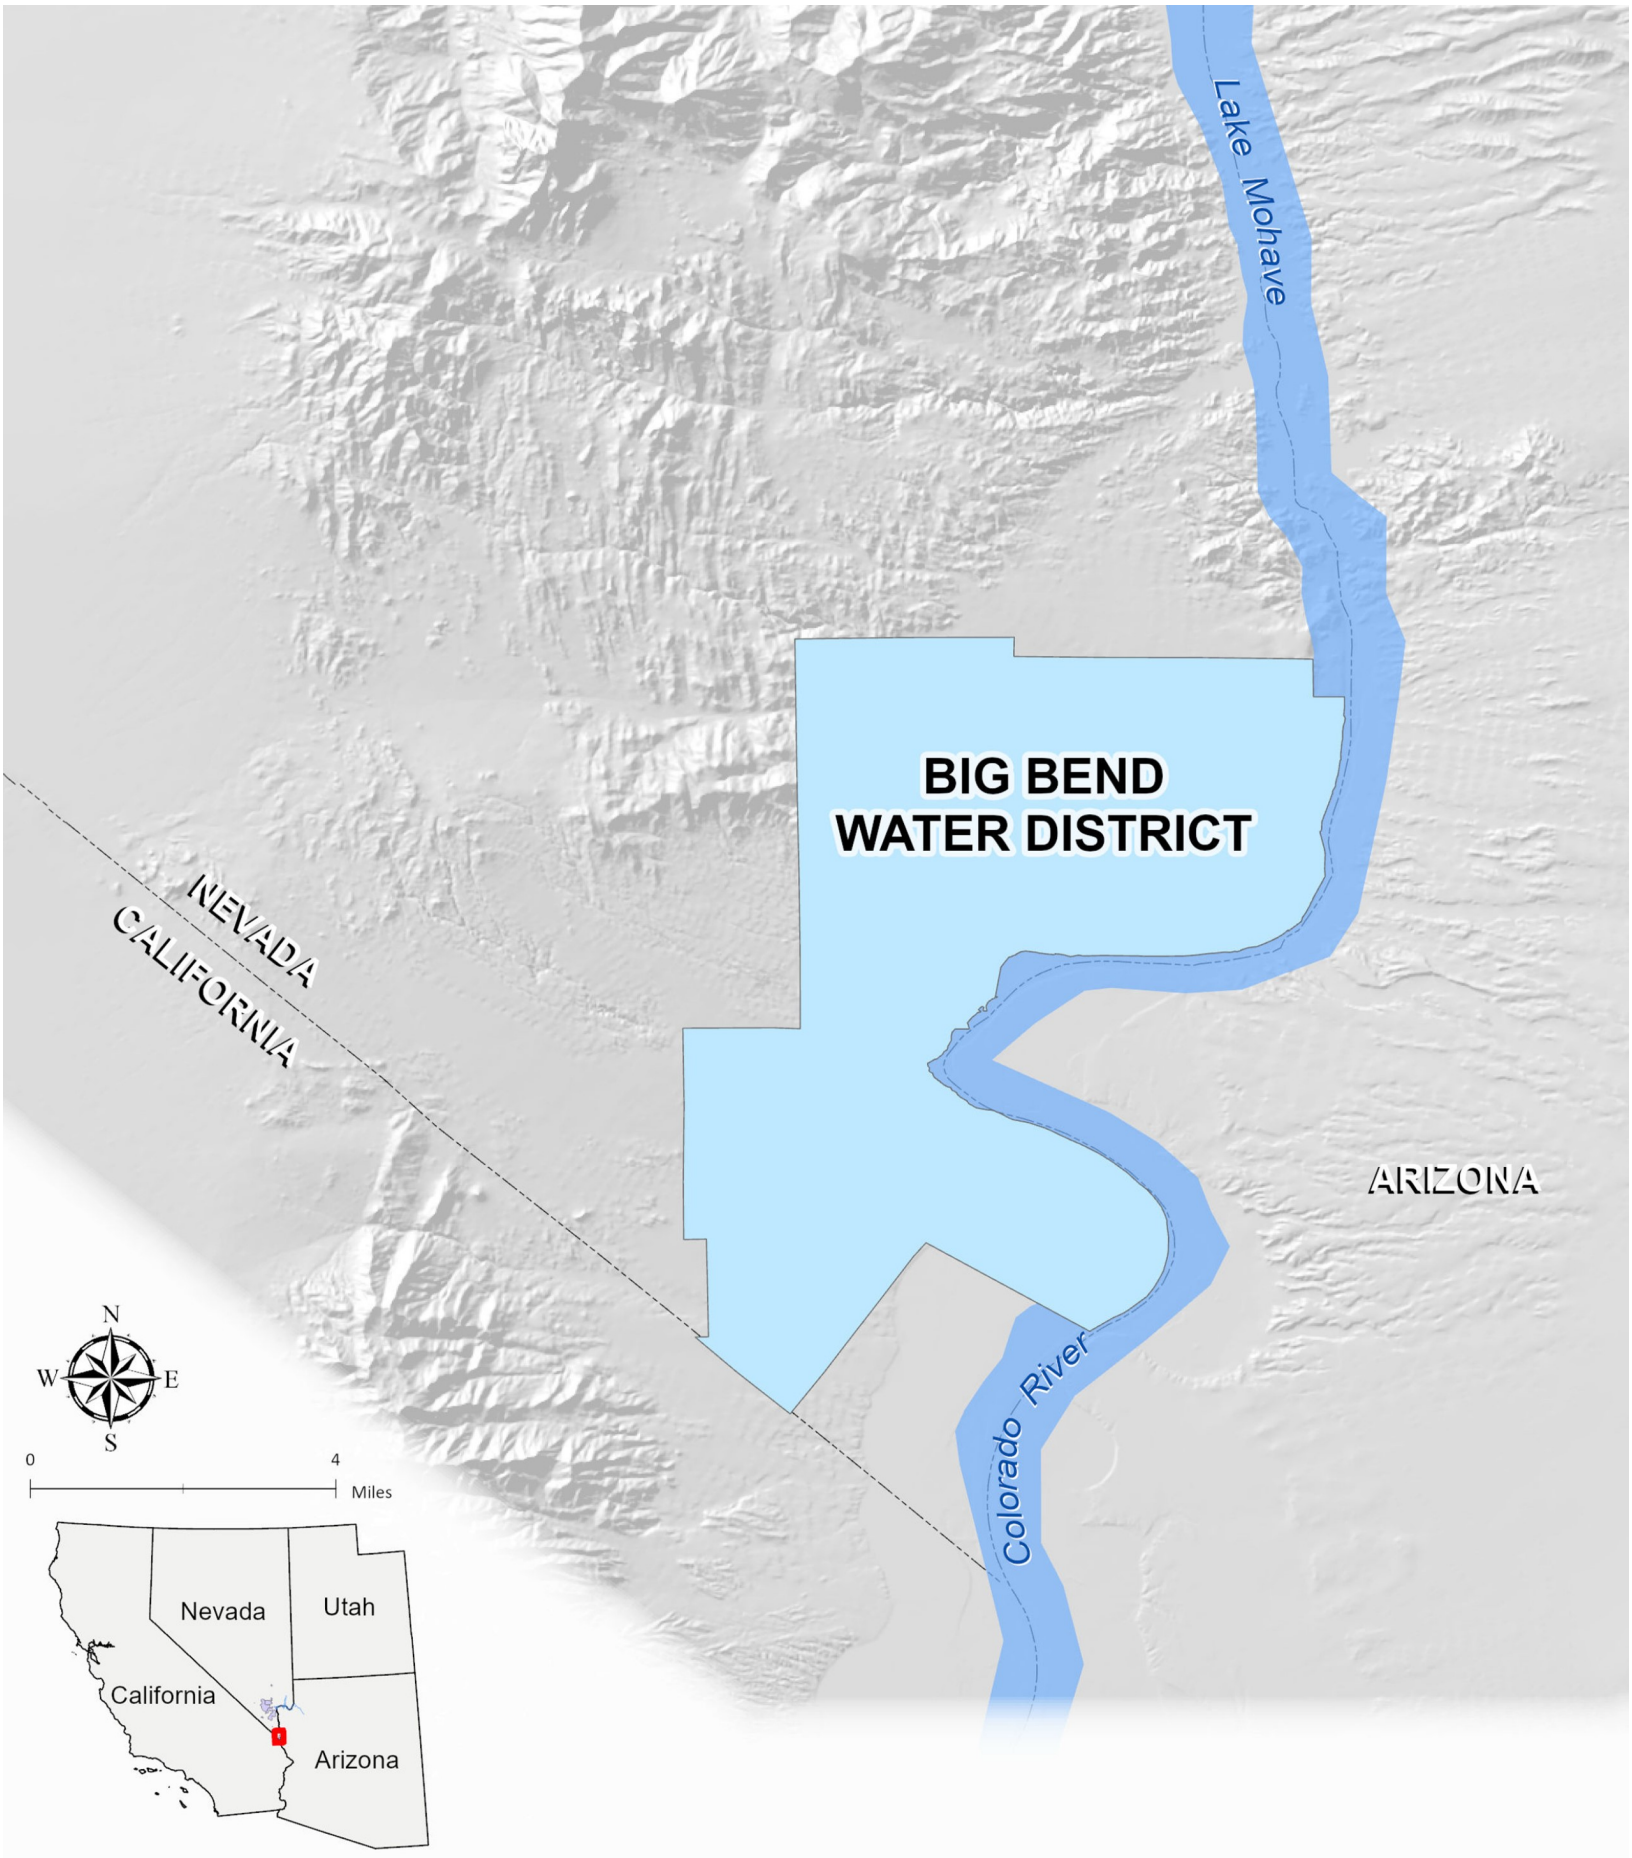 Lake Mohave
BIG BEND
WATER DISTRICT
NEVADA
CALIFORNIA
ARIZONA
Colorado River
N
W
E
S
0
4
Miles
Nevada
Utah
California
Arizona